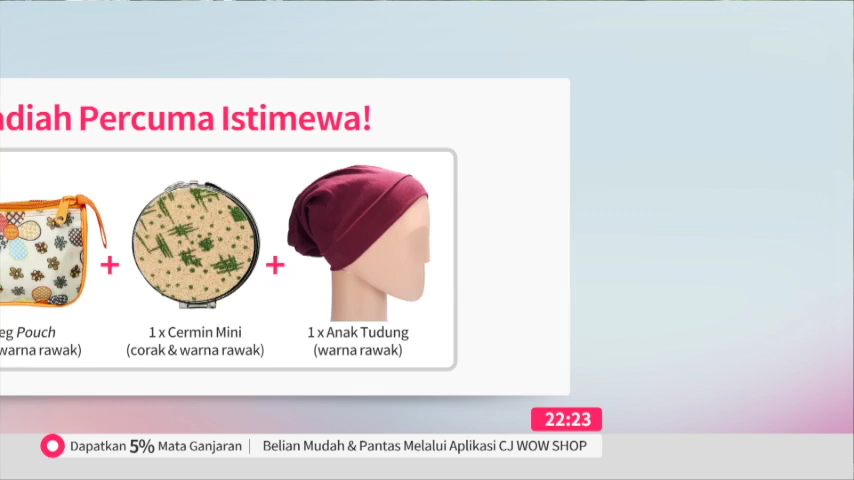 adiah Percuma Istimewa!
eg Pouch
warna rawak)
+
1 x Cermin Mini
(corak & warna rawak)
+
1 x Anak Tudung
(warna rawak)
22:23
Dapatkan 5% Mata Ganjaran | Belian Mudah & Pantas Melalui Aplikasi CJ WOW SHOP